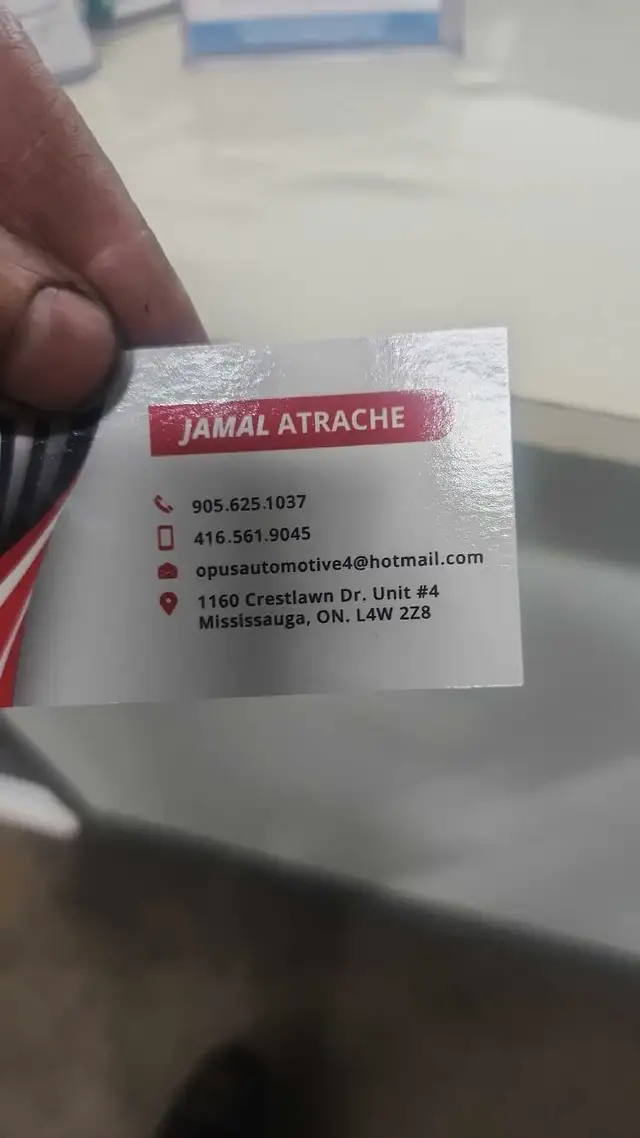 JAMAL ATRACHE
905.625.1037
416.561.9045
opusautomotive4@hotmail.com
1160 Crestlawn Dr. Unit #4
Mississauga, ON. L4W 2Z8